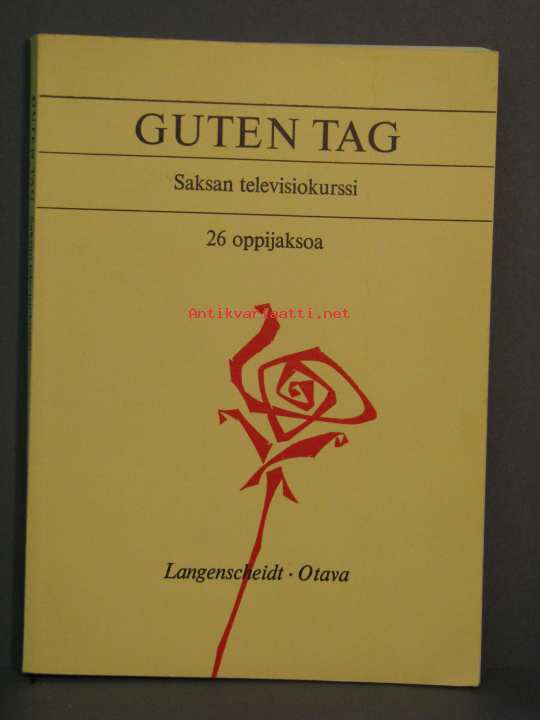 GUTEN TAG
Saksan televisiokurssi
26 oppijaksoa
Antikvariaatti.net
Langenscheidt · Otava